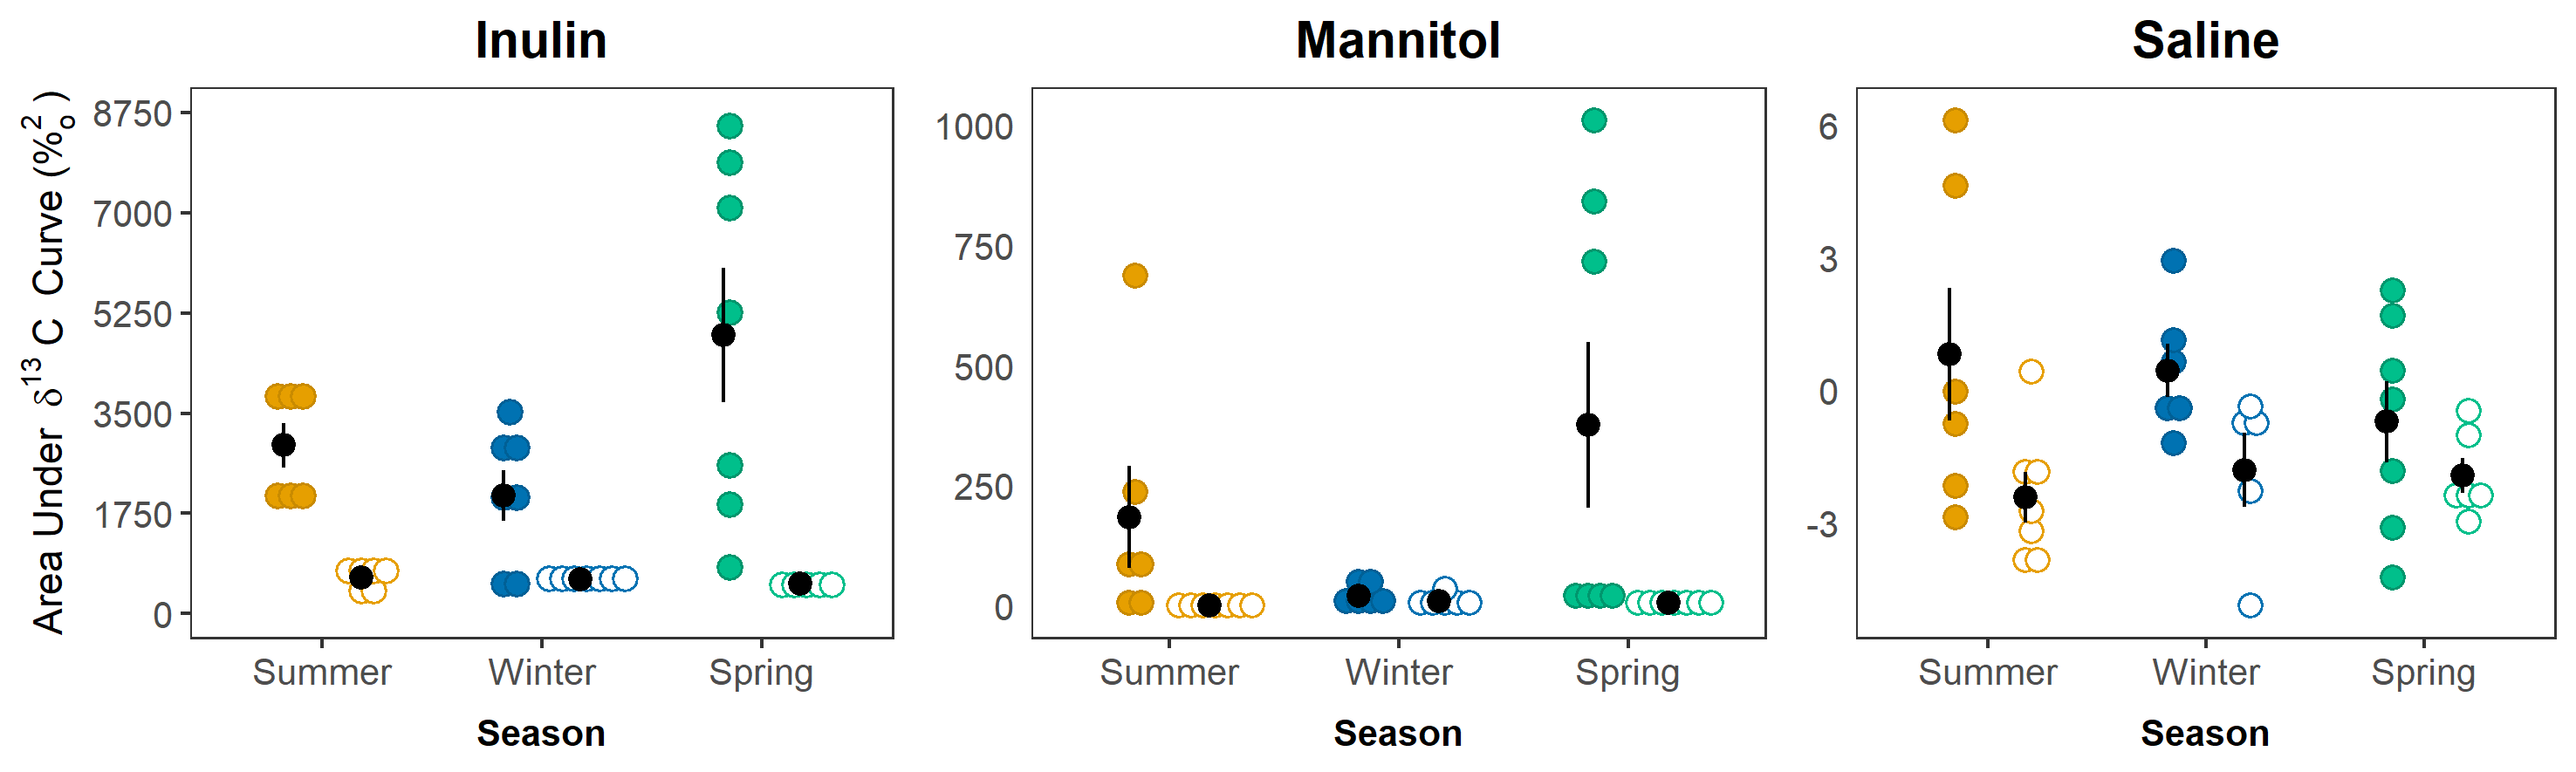 Inulin
Mannitol
Saline
Area Under δ¹³C Curve (‰²)
8750
7000
5250
3500
1750
0
1000
750
500
250
0
6
3
0
-3
Summer Winter Spring
Summer Winter Spring
Summer Winter Spring
Season
Season
Season